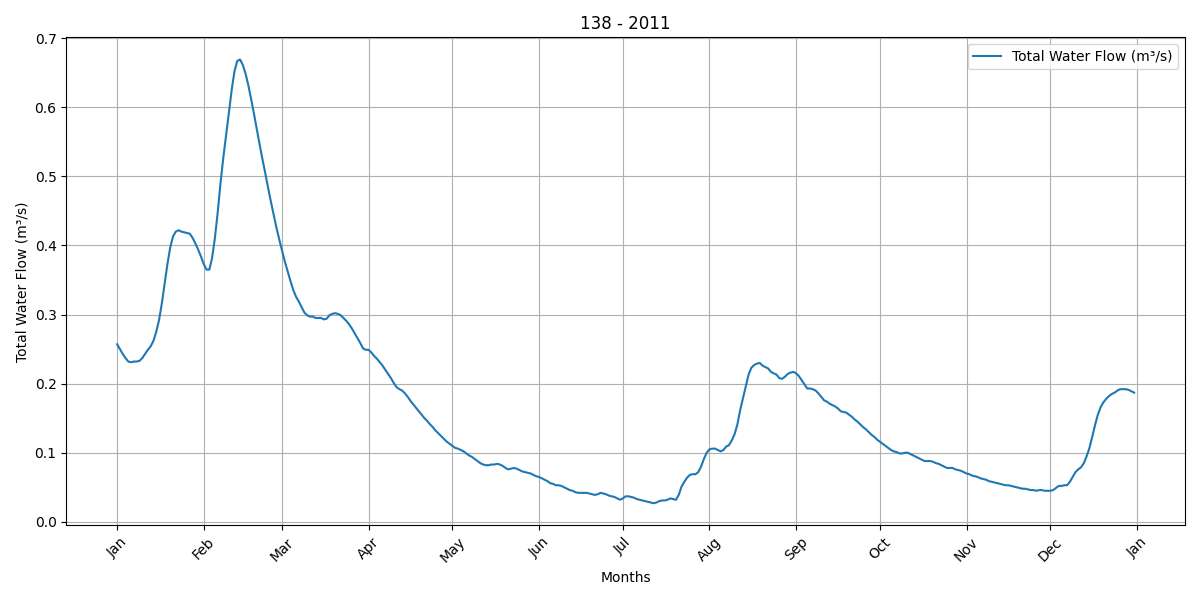 138 - 2011
Total Water Flow (m³/s)
Total Water Flow (m³/s)
0.7
0.6
0.5
0.4
0.3
0.2
0.1
0.0
Jan Feb Mar Apr May Jun Jul Aug Sep Oct Nov Dec Jan
Months